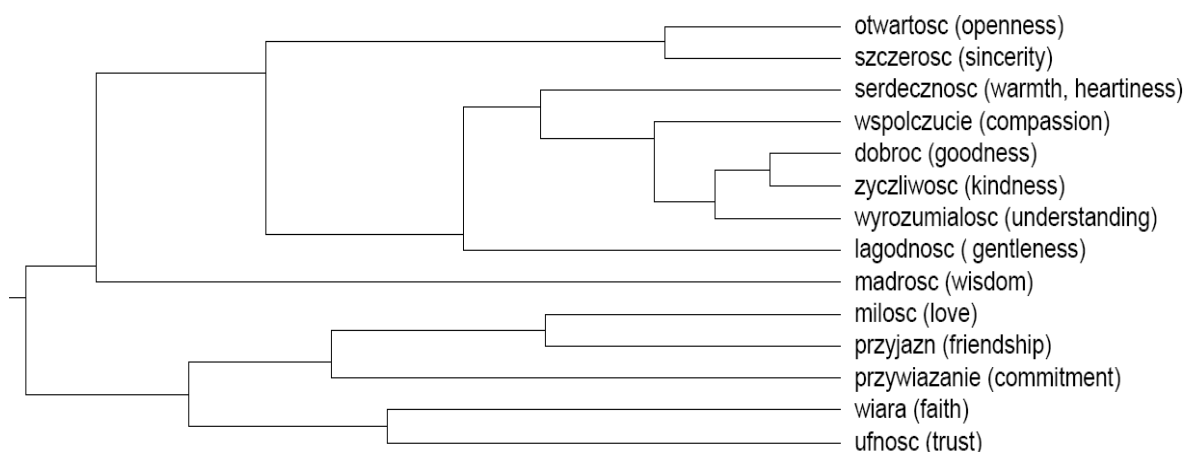 otwartosc (openness)
szczerosc (sincerity)
serdecznosc (warmth, heartiness)
wspolczucie (compassion)
dobroc (goodness)
zyczliwosc (kindness)
wyrozumialosc (understanding)
lagodnosc ( gentleness)
madrosc (wisdom)
milosc (love)
przyjazn (friendship)
przywiazanie (commitment)
wiara (faith)
ufnosc (trust)